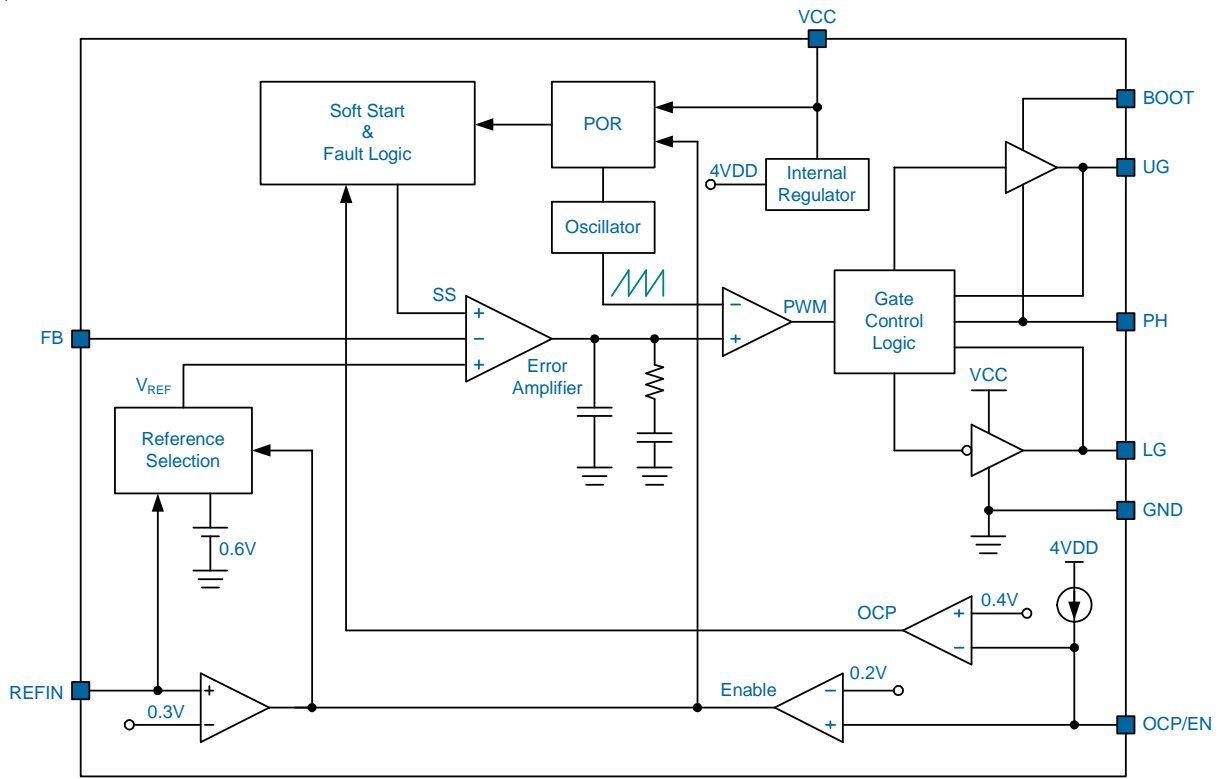 VCC
BOOT
Soft Start
&
Fault Logic
POR
4VDD
Internal
Regulator
UG
Oscillator
SS
+
−
+
Error
Amplifier
−
+
PWM
Gate
Control
Logic
FB
PH
VREF
VCC
Reference
Selection
LG
0.6V
GND
4VDD
OCP
+
−
0.4V
REFIN
+
−
0.3V
Enable
−
+
0.2V
OCP/EN